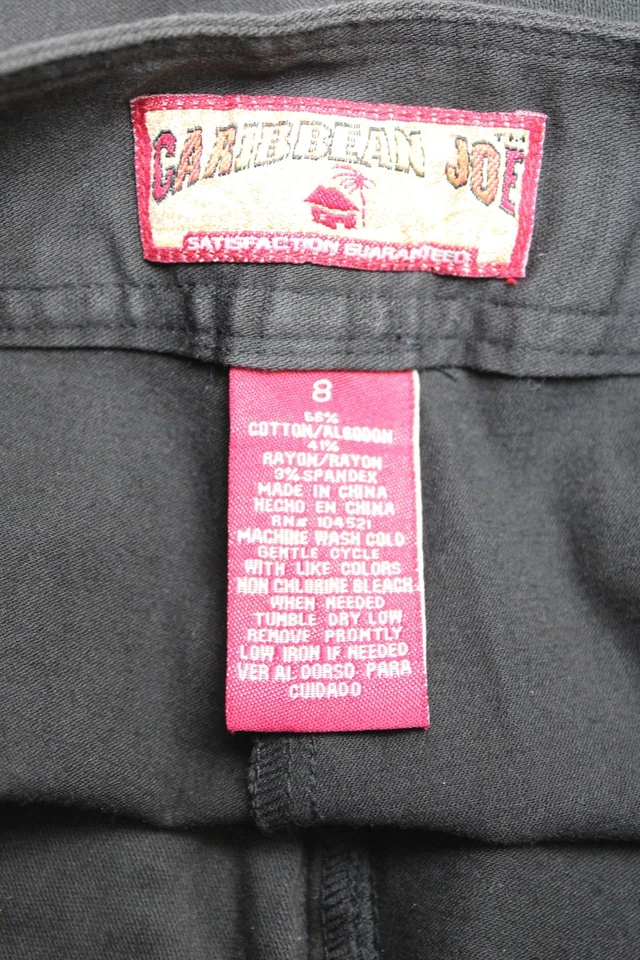 CARIBBEAN JOE™
SATISFACTION GUARANTEED
8
56%
COTTON/ALGODON
41%
RAYON/RAYON
3% SPANDEX
MADE IN CHINA
HECHO EN CHINA
RN# 104521
MACHINE WASH COLD
GENTLE CYCLE
WITH LIKE COLORS
NON CHLORINE BLEACH
WHEN NEEDED
TUMBLE DRY LOW
REMOVE PROMTLY
LOW IRON IF NEEDED
VER AL DORSO PARA
CUIDADO